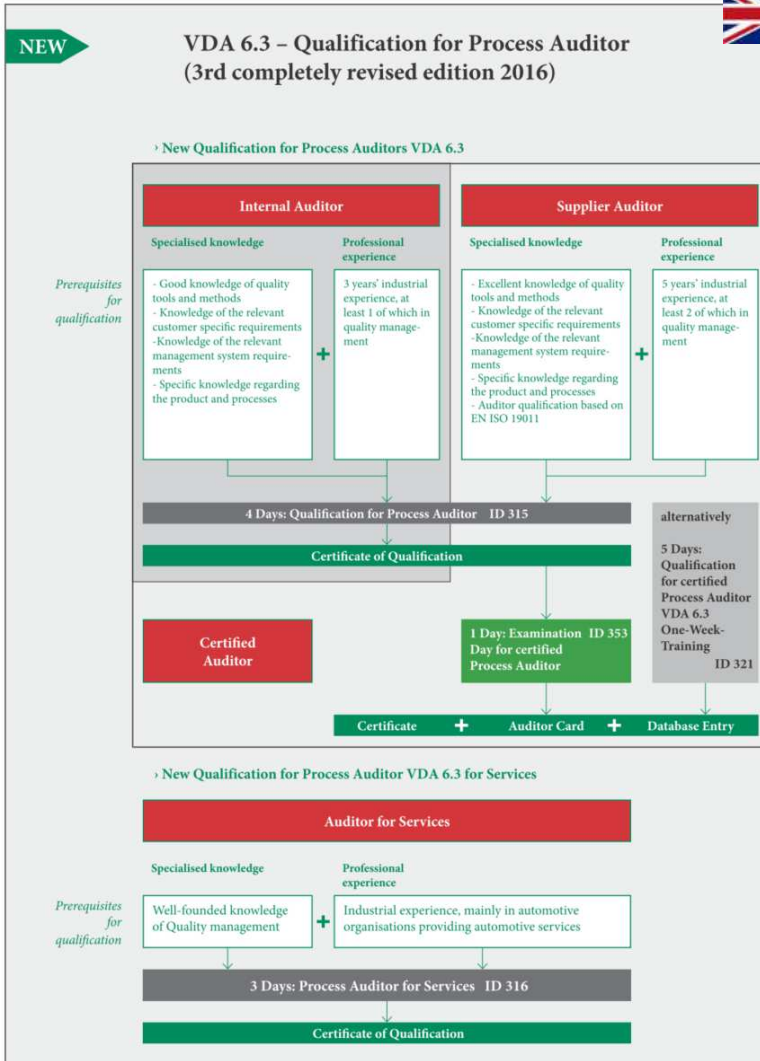 NEW
VDA 6.3 – Qualification for Process Auditor
(3rd completely revised edition 2016)
› New Qualification for Process Auditors VDA 6.3
Internal Auditor
Supplier Auditor
Prerequisites
for
qualification
Specialised knowledge
- Good knowledge of quality
tools and methods
- Knowledge of the relevant
customer specific requirements
-Knowledge of the relevant
management system require-
ments
- Specific knowledge regarding
the product and processes
+
Professional
experience
3 years' industrial
experience, at
least 1 of which in
quality manage-
ment
Specialised knowledge
- Excellent knowledge of quality
tools and methods
- Knowledge of the relevant
customer specific requirements
-Knowledge of the relevant
management system require-
ments
- Specific knowledge regarding
the product and processes
- Auditor qualification based on
EN ISO 19011
+
Professional
experience
5 years' industrial
experience, at
least 2 of which in
quality manage-
ment
4 Days: Qualification for Process Auditor ID 315
Certificate of Qualification
alternatively
5 Days:
Qualification
for certified
Process Auditor
VDA 6.3
One-Week-
Training
ID 321
Certified
Auditor
1 Day: Examination ID 353
Day for certified
Process Auditor
Certificate + Auditor Card + Database Entry
› New Qualification for Process Auditor VDA 6.3 for Services
Auditor for Services
Prerequisites
for
qualification
Specialised knowledge
Well-founded knowledge
of Quality management
+
Professional
experience
Industrial experience, mainly in automotive
organisations providing automotive services
3 Days: Process Auditor for Services ID 316
Certificate of Qualification